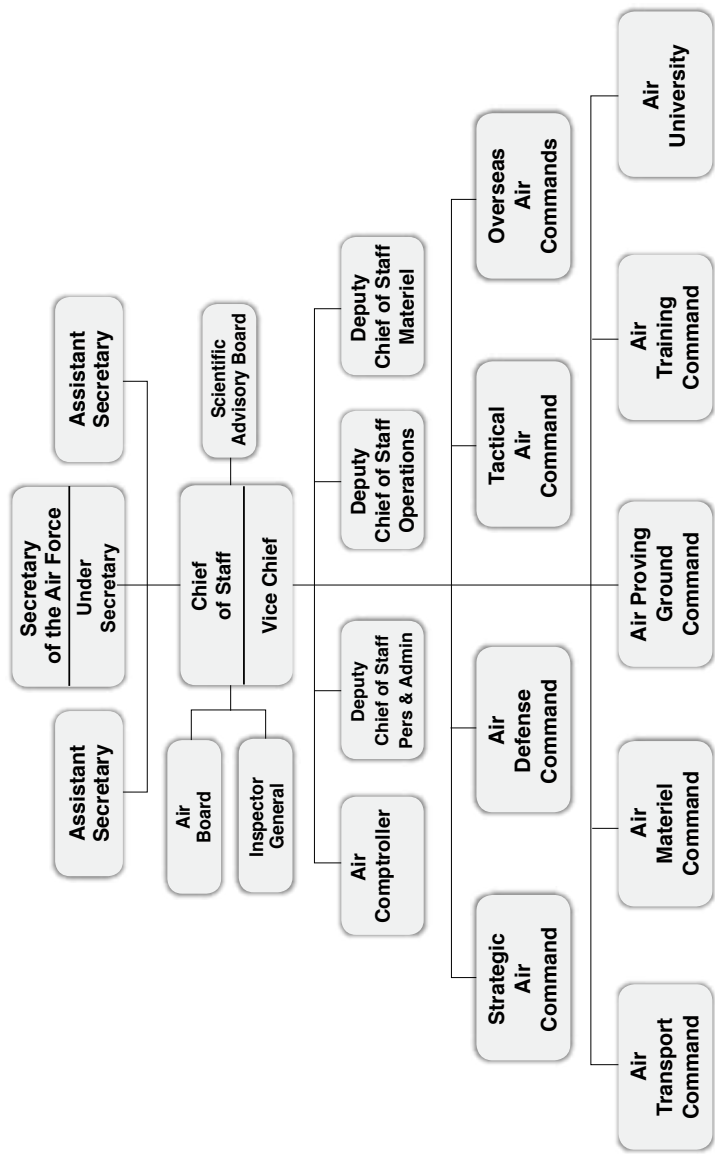 Secretary
of the Air Force
Under
Secretary
Assistant
Secretary
Assistant
Secretary
Chief
of Staff
Vice Chief
Air
Board
Inspector
General
Scientific
Advisory Board
Air
Comptroller
Deputy
Chief of Staff
Pers & Admin
Deputy
Chief of Staff
Operations
Deputy
Chief of Staff
Materiel
Strategic
Air
Command
Air
Defense
Command
Tactical
Air
Command
Overseas
Air
Commands
Air
Transport
Command
Air
Materiel
Command
Air Proving
Ground
Command
Air
Training
Command
Air
University